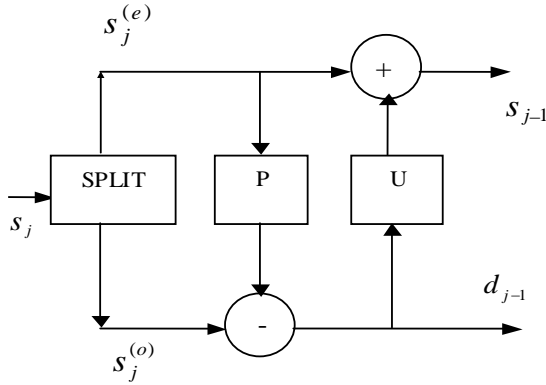 s_j^{(e)}
+
s_{j-1}
SPLIT
P
U
s_j
d_{j-1}
-
s_j^{(o)}